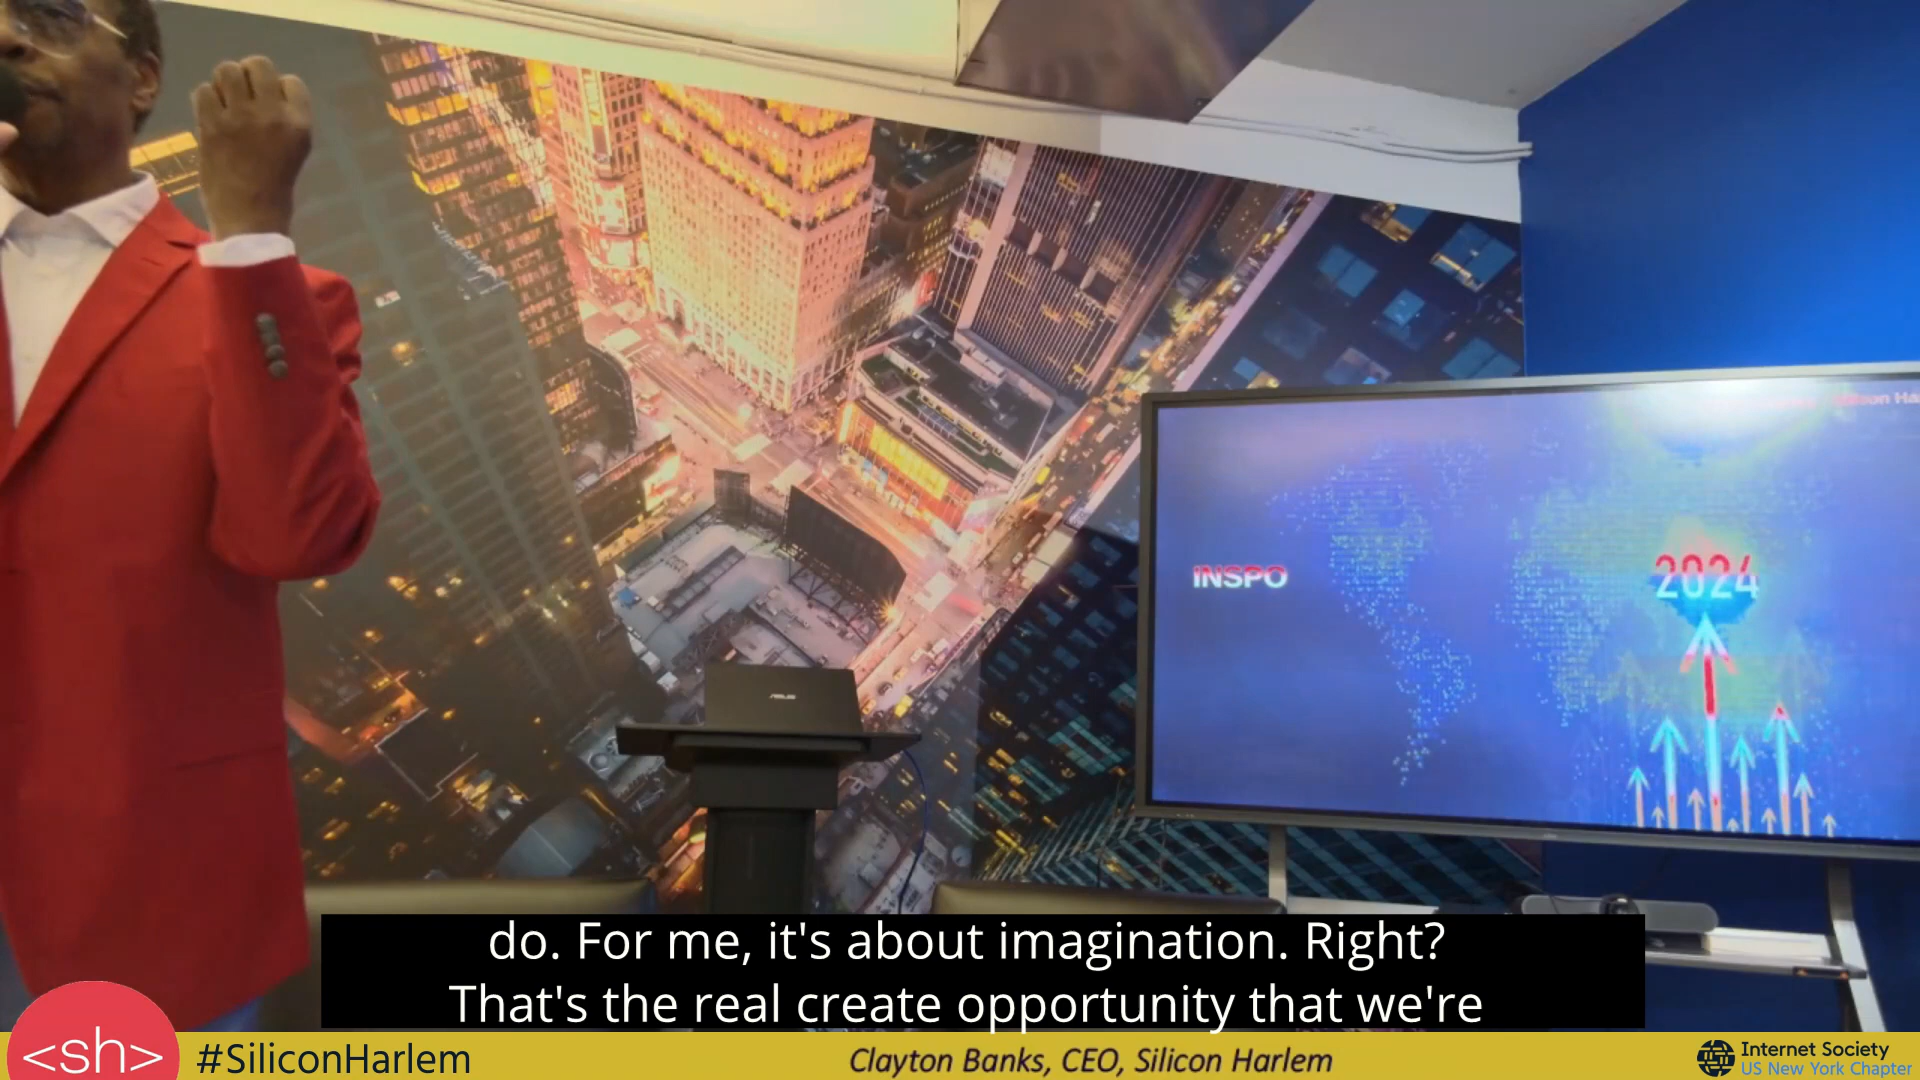 INSPO
2024
ASUS
do. For me, it's about imagination. Right?
That's the real create opportunity that we're
<sh> #SiliconHarlem
Clayton Banks, CEO, Silicon Harlem
Internet Society
US New York Chapter